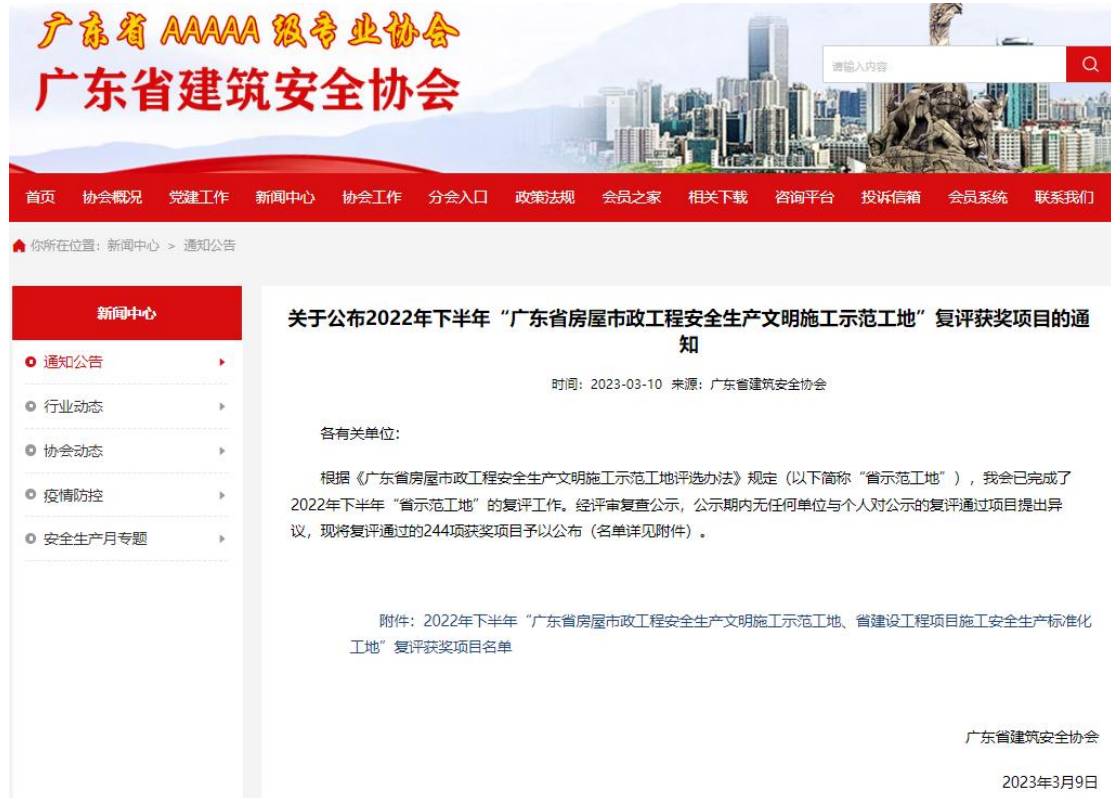 广东省 AAAAA 级专业协会
广东省建筑安全协会
请输入内容
首页 协会概况 党建工作 新闻中心 协会工作 分会入口 政策法规 会员之家 相关下载 咨询平台 投诉信箱 会员系统 联系我们
你所在位置：新闻中心 > 通知公告
新闻中心
通知公告
行业动态
协会动态
疫情防控
安全生产月专题
关于公布2022年下半年“广东省房屋市政工程安全生产文明施工示范工地”复评获奖项目的通
知
时间：2023-03-10 来源：广东省建筑安全协会
各有关单位：
根据《广东省房屋市政工程安全生产文明施工示范工地评选办法》规定（以下简称“省示范工地”），我会已完成了
2022年下半年“省示范工地”的复评工作。经评审复查公示，公示期内无任何单位与个人对公示的复评通过项目提出异
议，现将复评通过的244项获奖项目予以公布（名单详见附件）。
附件：2022年下半年“广东省房屋市政工程安全生产文明施工示范工地、省建设工程项目施工安全生产标准化
工地”复评获奖项目名单
广东省建筑安全协会
2023年3月9日